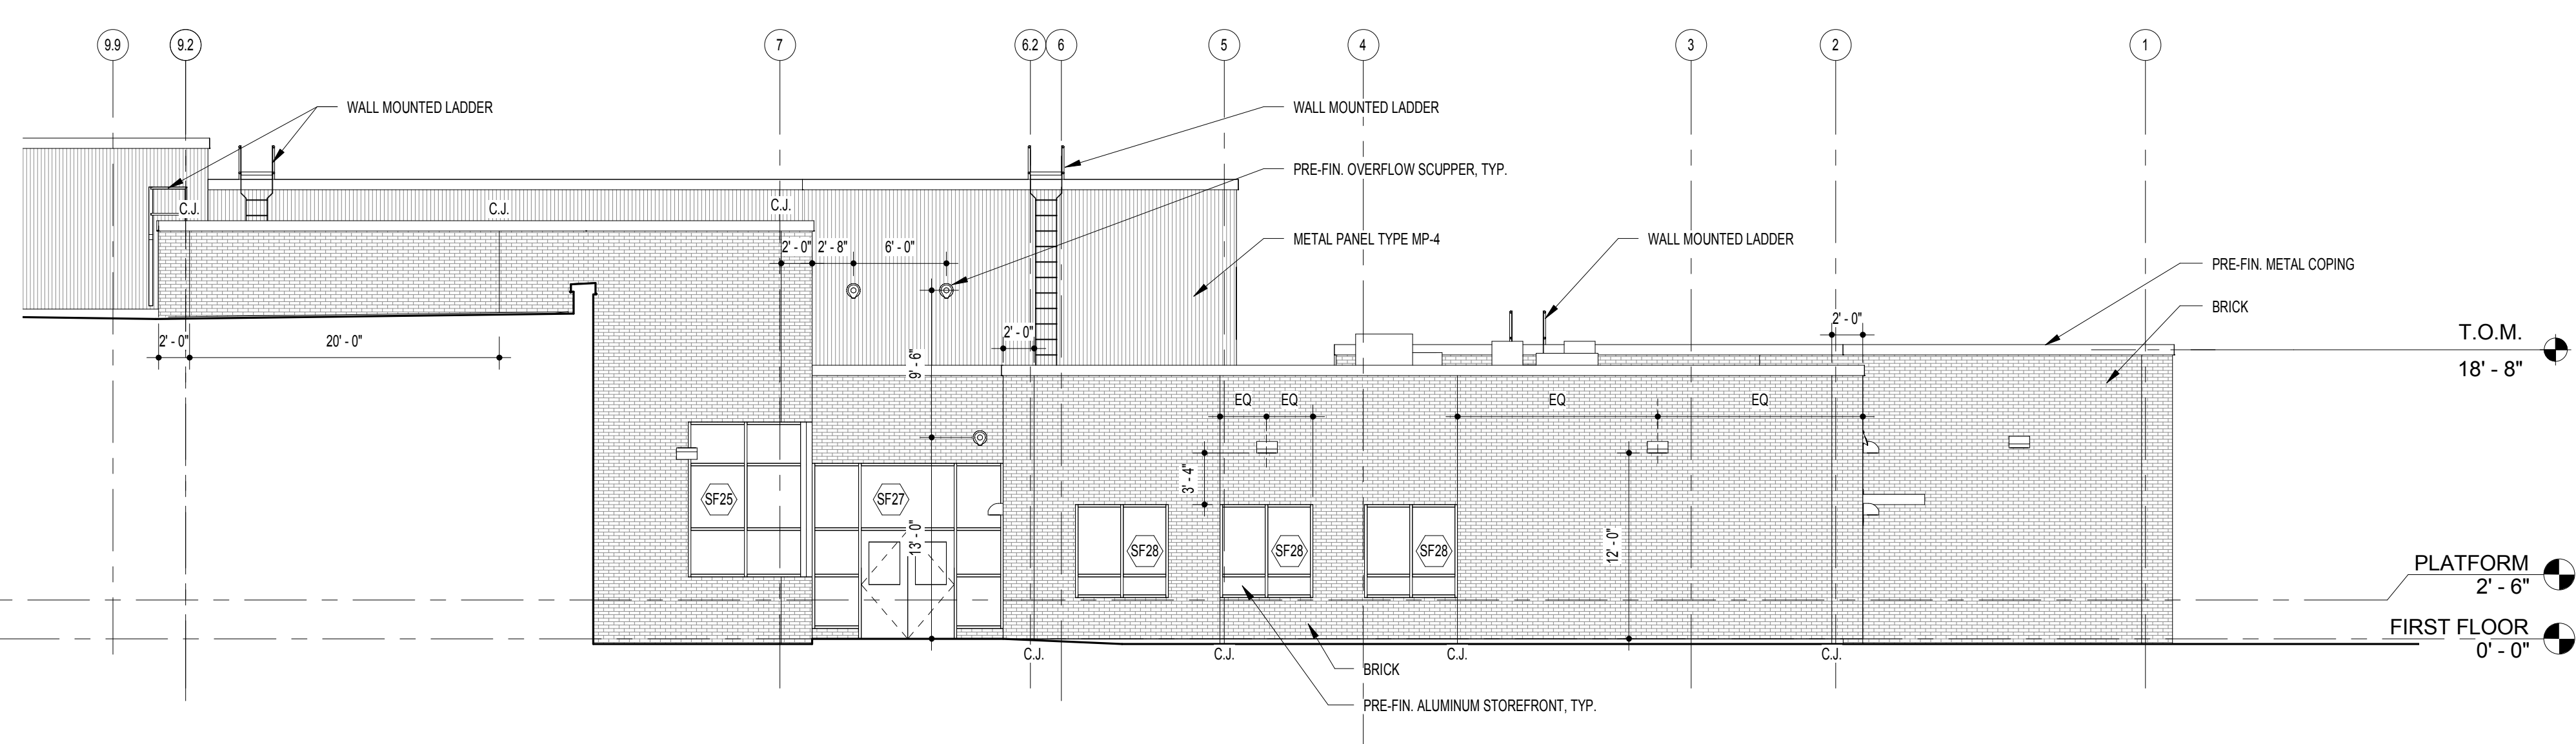 9.9
9.2
7
6.2
6
5
4
3
2
1
WALL MOUNTED LADDER
WALL MOUNTED LADDER
PRE-FIN. OVERFLOW SCUPPER, TYP.
C.J.
C.J.
C.J.
METAL PANEL TYPE MP-4
WALL MOUNTED LADDER
2' - 0"
2' - 8"
6' - 0"
PRE-FIN. METAL COPING
BRICK
2' - 0"
20' - 0"
2' - 0"
2' - 0"
9' - 6"
T.O.M.
18' - 8"
EQ
EQ
EQ
EQ
3' - 4"
SF25
SF27
13' - 0"
12' - 0"
SF28
SF28
SF28
PLATFORM
2' - 6"
FIRST FLOOR
0' - 0"
C.J.
C.J.
C.J.
C.J.
BRICK
PRE-FIN. ALUMINUM STOREFRONT, TYP.